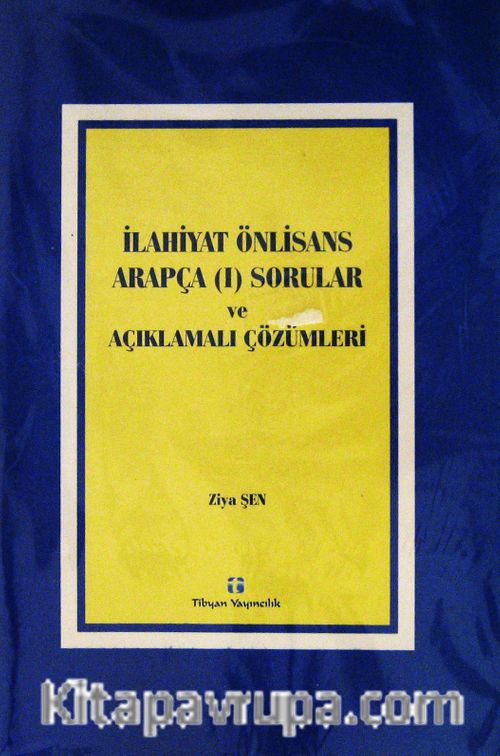 İLAHİYAT ÖNLİSANS
ARAPÇA (I) SORULAR
ve
AÇIKLAMALI ÇÖZÜMLERİ
Ziya ŞEN
Tibyan Yayıncılık
Kitapavrupa.com